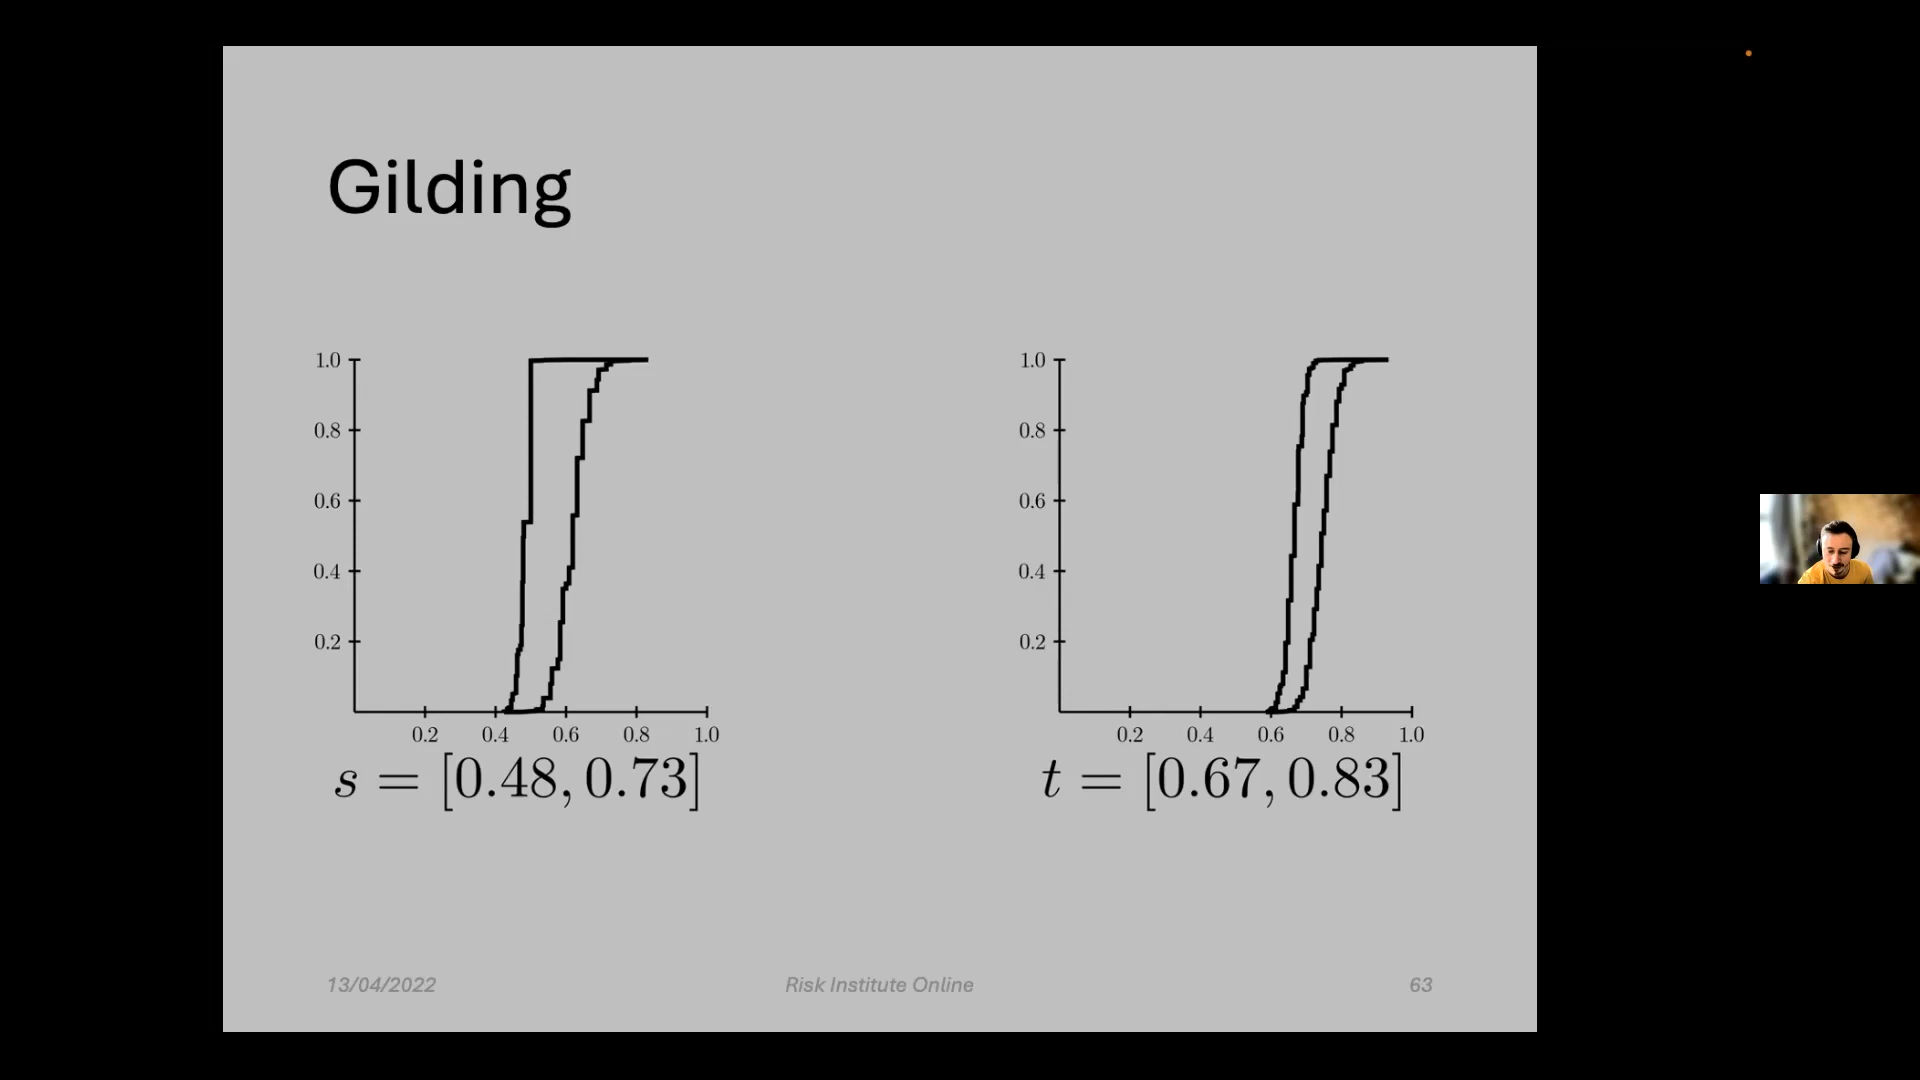 Gilding
1.0
0.8
0.6
0.4
0.2
0.2 0.4 0.6 0.8 1.0
s = [0.48, 0.73]
1.0
0.8
0.6
0.4
0.2
0.2 0.4 0.6 0.8 1.0
t = [0.67, 0.83]
13/04/2022 Risk Institute Online 63